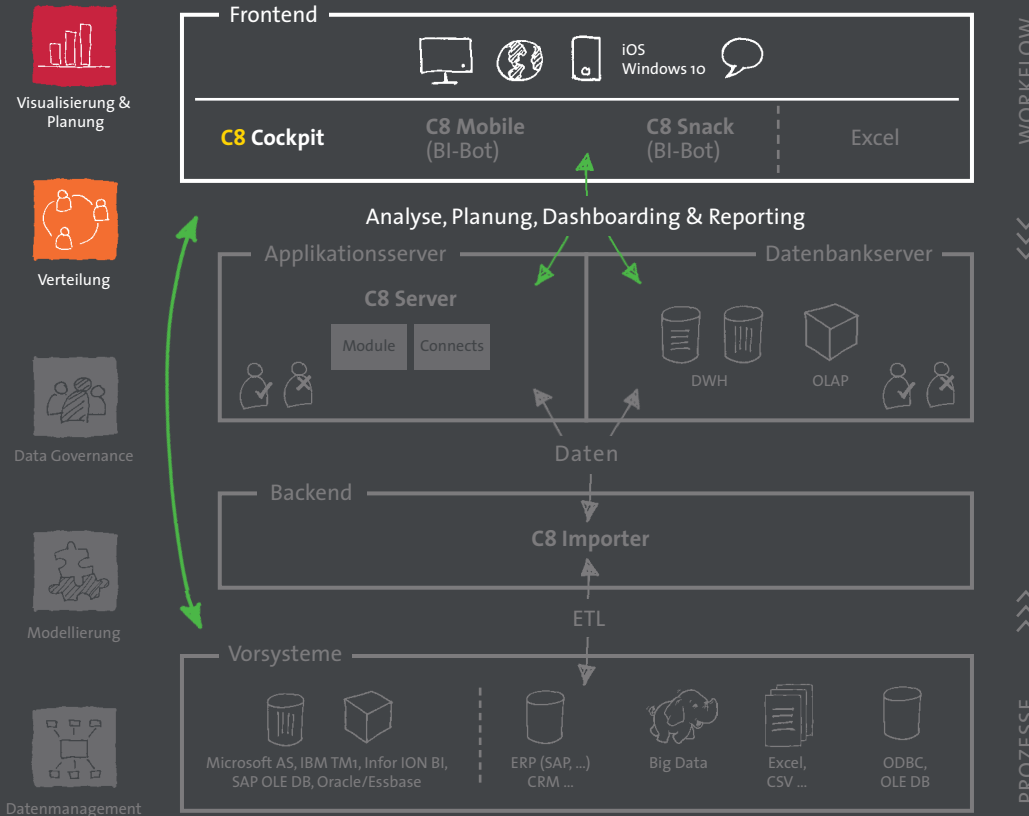 Frontend
iOS
Windows 10
Visualisierung &
Planung
C8 Cockpit
C8 Mobile
(BI-Bot)
C8 Snack
(BI-Bot)
Excel
WORKFLOW
Analyse, Planung, Dashboarding & Reporting
Verteilung
Applikationsserver
Datenbankserver
C8 Server
Module
Connects
DWH
OLAP
Data Governance
Daten
Backend
C8 Importer
ETL
Modellierung
Vorsysteme
Microsoft AS, IBM TM1, Infor ION BI,
SAP OLE DB, Oracle/Essbase
ERP (SAP, ...)
CRM ...
Big Data
Excel,
CSV ...
ODBC,
OLE DB
PROZESSE
Datenmanagement